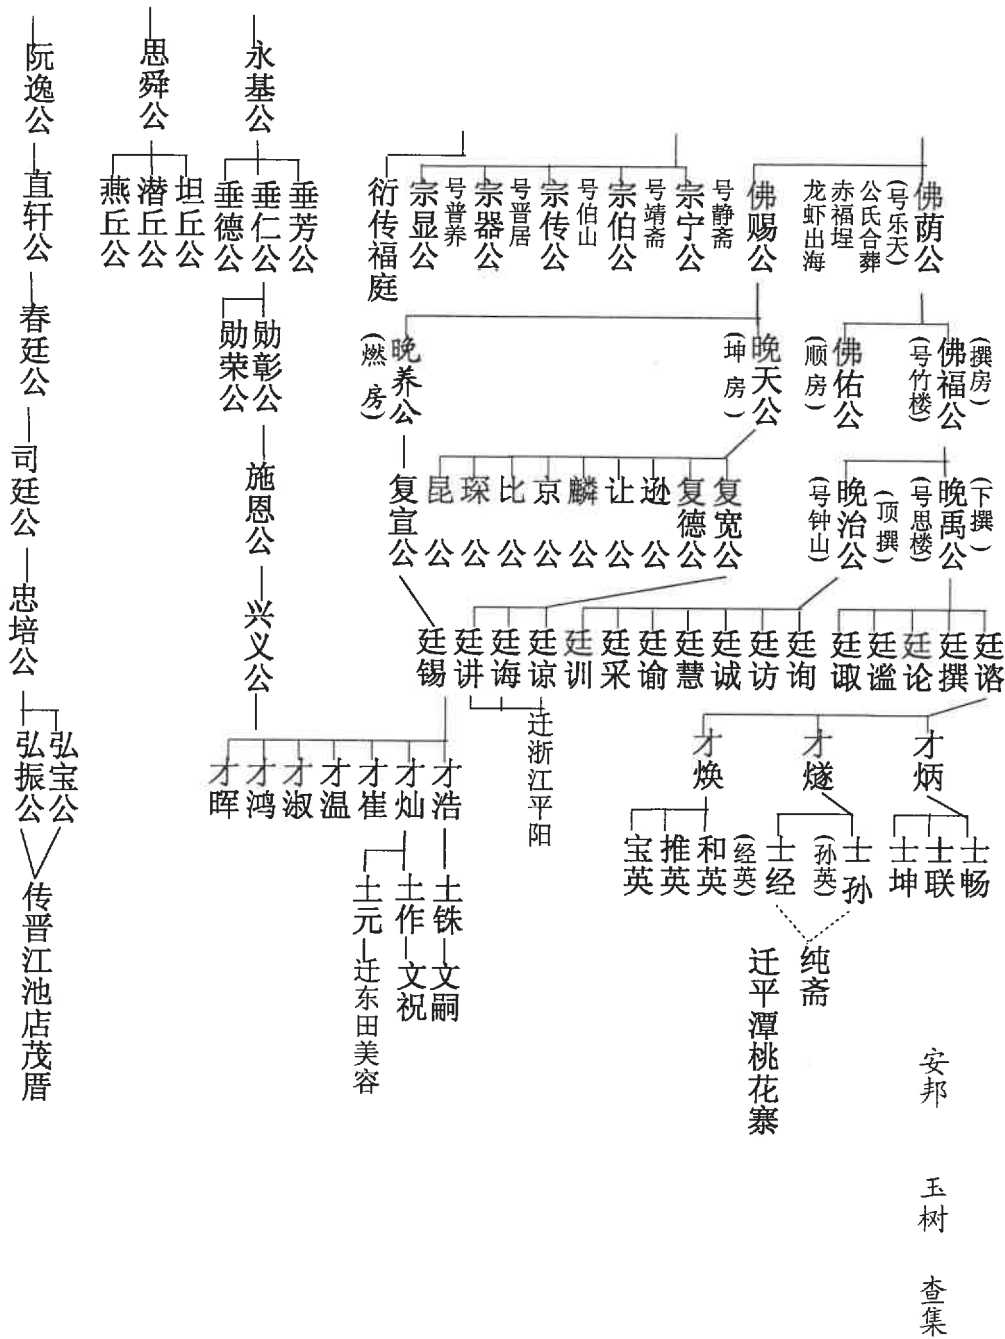 佛荫公
(号乐天)
公氏合葬
赤福埕
龙虾出海
佛赐公
宗宁公
号静斋
宗伯公
号靖斋
宗传公
号伯山
宗器公
号晋居
宗显公
号普养
衍传福庭
永基公
思舜公
阮逸公
垂芳公
垂仁公
垂德公
坦丘公
潜丘公
燕丘公
直轩公
佛福公
(撰房)
(号竹楼)
佛佑公
(顺房)
晚天公
(坤房)
晚养公
(燃房)
勋彰公
勋荣公
春廷公
晚禹公
(下撰)
(号思楼)
晚治公
(顶撰)
(号钟山)
复宽公
复德公
逊公
让公
麟公
京公
比公
琛公
昆公
复宣公
施恩公
司廷公
廷谘
廷撰
廷论
廷谧
廷诹
廷询
廷访
廷诚
廷慧
廷谕
廷采
廷训
廷谅
廷诲
廷讲
廷锡
迁浙江平阳
兴义公
忠培公
才炳
才燧
才焕
才浩
才灿
才崔
才温
才淑
才鸿
才晖
弘宝公
弘振公
士畅
士联
士坤
士孙
(孙英)
士经
(经英)
和英
推英
宝英
土铢
土作
土元
传晋江池店茂厝
纯斋
迁平潭桃花寨
文嗣
文祝
迁东田美容
安邦 玉树 查集